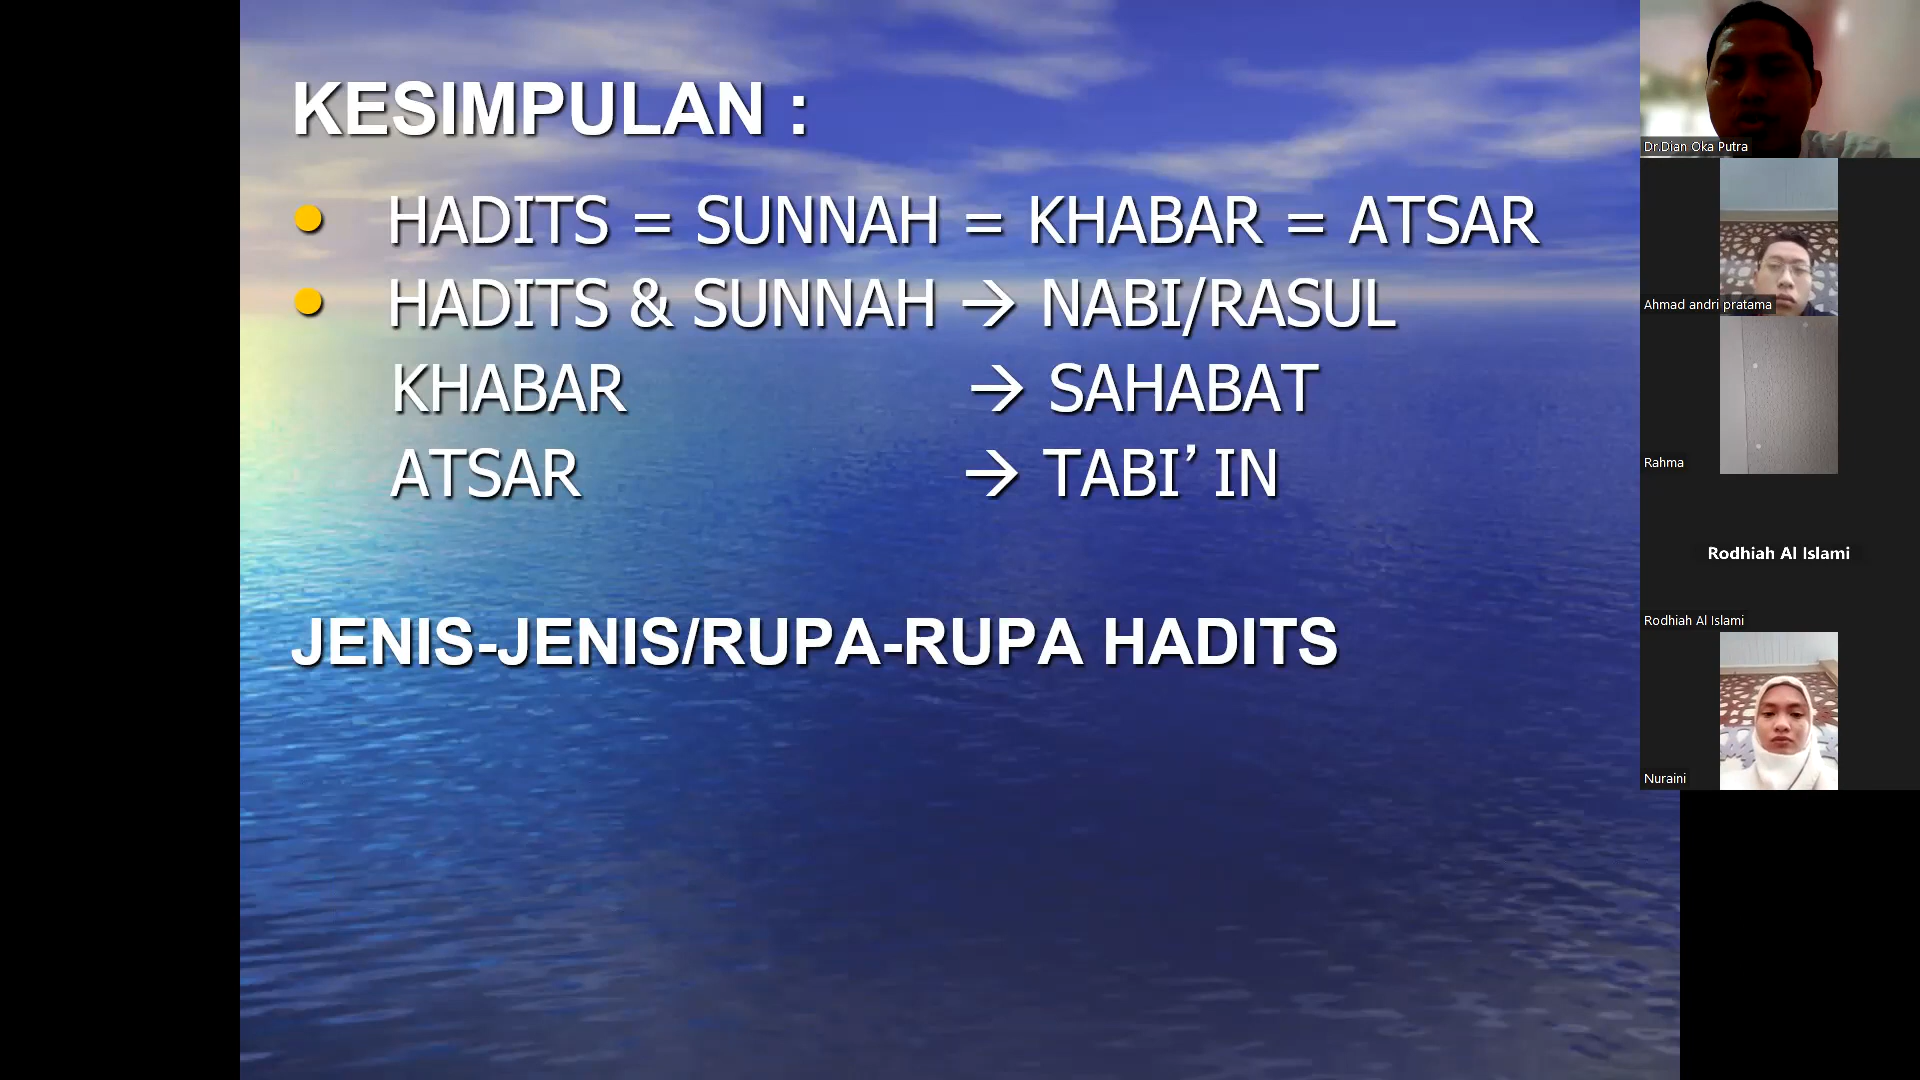 KESIMPULAN :
• HADITS = SUNNAH = KHABAR = ATSAR
• HADITS & SUNNAH → NABI/RASUL
KHABAR → SAHABAT
ATSAR → TABI’IN
JENIS-JENIS/RUPA-RUPA HADITS
Dr.Dian Oka Putra
Ahmad andri pratama
Rahma
Rodhiah Al Islami
Rodhiah Al Islami
Nuraini